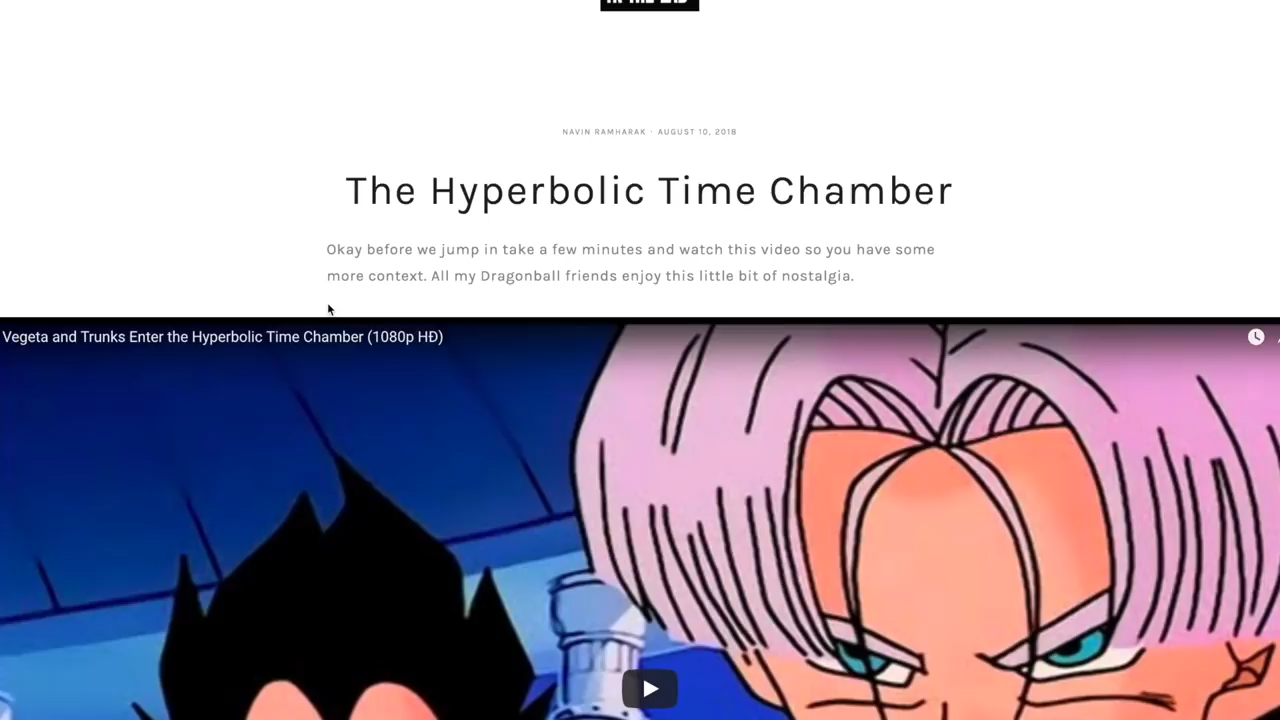 NAVIN RAMHARAK · AUGUST 10, 2018
The Hyperbolic Time Chamber
Okay before we jump in take a few minutes and watch this video so you have some
more context. All my Dragonball friends enjoy this little bit of nostalgia.
Vegeta and Trunks Enter the Hyperbolic Time Chamber (1080p HĐ)